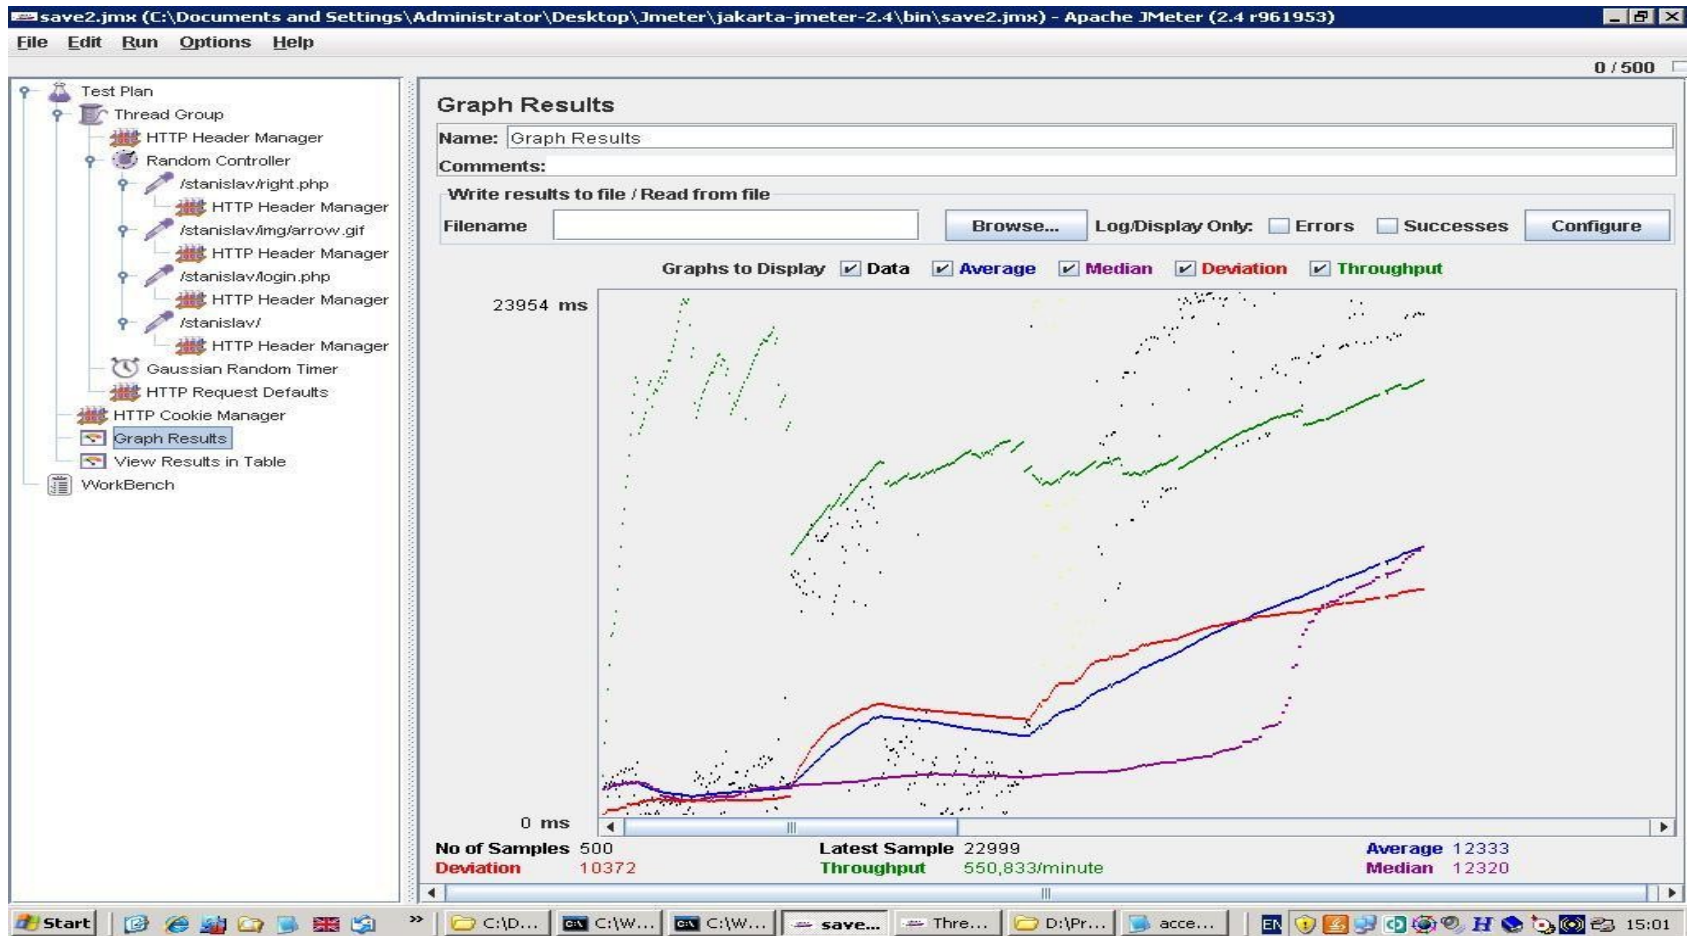 save2.jmx (C:\Documents and Settings\Administrator\Desktop\Jmeter\jakarta-jmeter-2.4\bin\save2.jmx) - Apache JMeter (2.4 r961953)
File Edit Run Options Help
0 / 500
Test Plan
Thread Group
HTTP Header Manager
Random Controller
/stanislav/right.php
HTTP Header Manager
/stanislav/img/arrow.gif
HTTP Header Manager
/stanislav/login.php
HTTP Header Manager
/stanislav/
HTTP Header Manager
Gaussian Random Timer
HTTP Request Defaults
HTTP Cookie Manager
Graph Results
View Results in Table
WorkBench
Graph Results
Name: Graph Results
Comments:
Write results to file / Read from file
Filename Browse... Log/Display Only: Errors Successes Configure
Graphs to Display Data Average Median Deviation Throughput
23954 ms
0 ms
No of Samples 500 Latest Sample 22999 Average 12333
Deviation 10372 Throughput 550,833/minute Median 12320
Start » C:\D... C:\W... C:\W... save... Thre... D:\Pr... acce... EN H 15:01